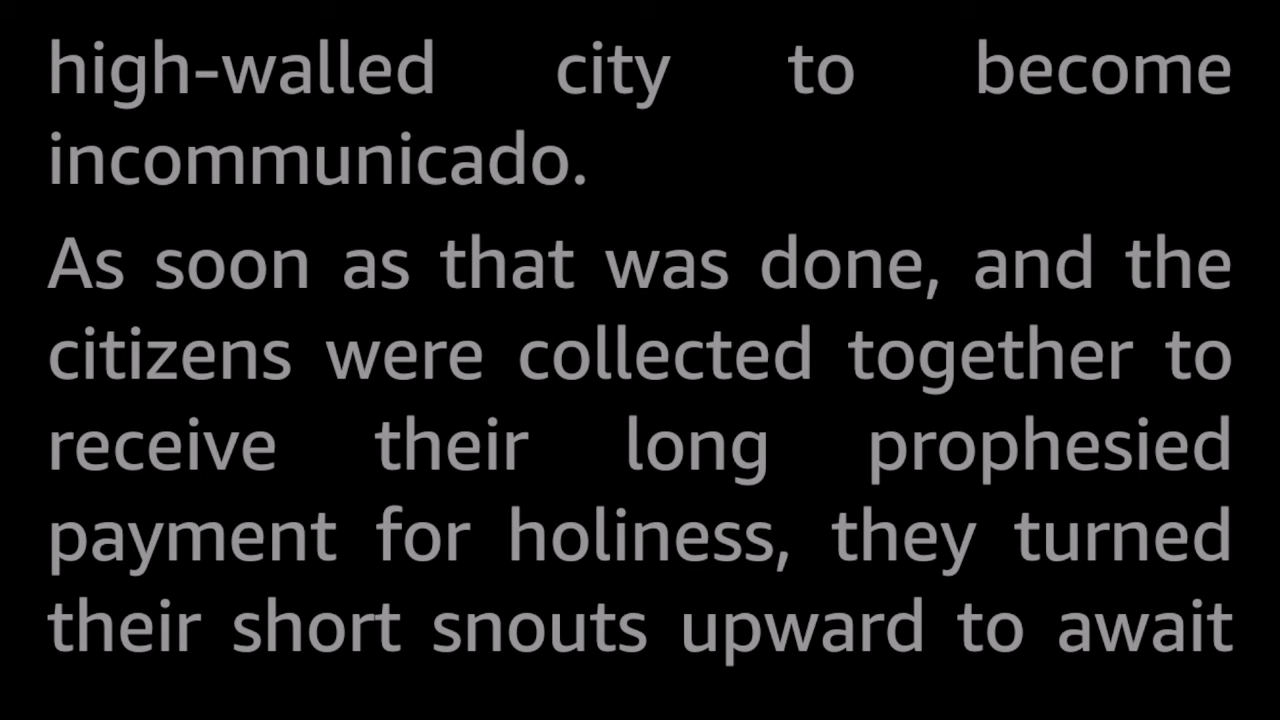 high-walled city to become
incommunicado.
As soon as that was done, and the
citizens were collected together to
receive their long prophesied
payment for holiness, they turned
their short snouts upward to await